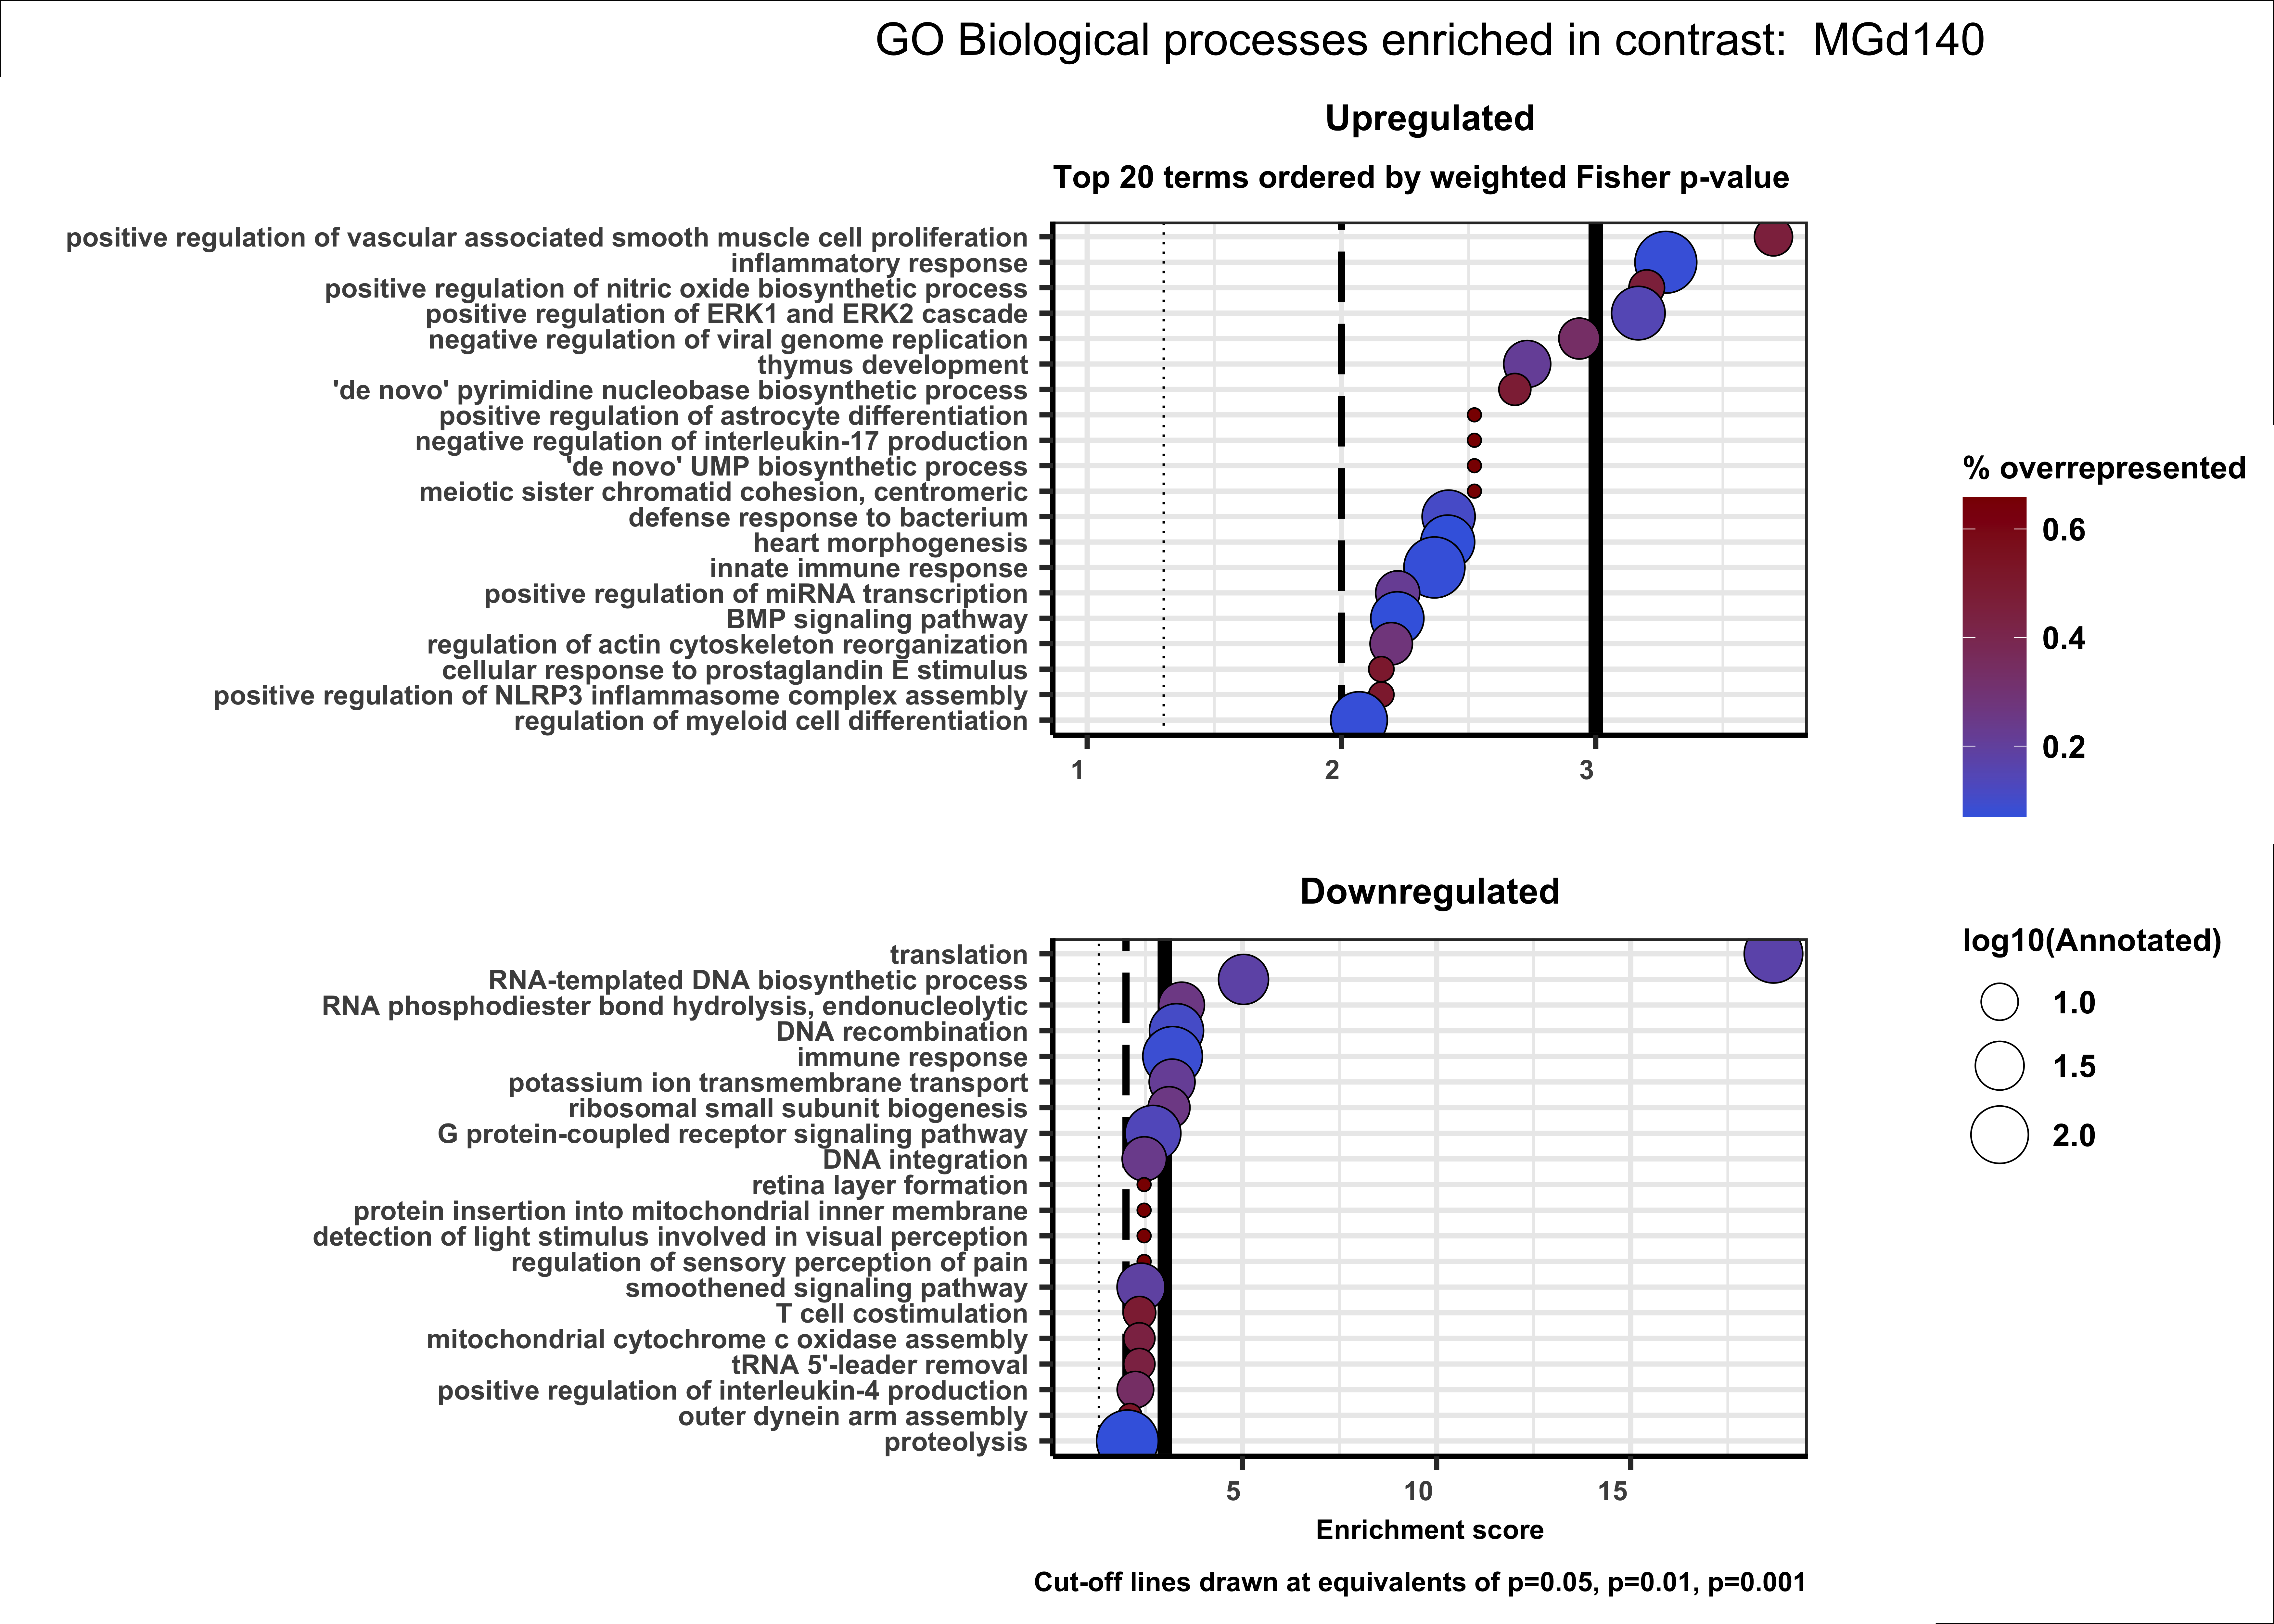 GO Biological processes enriched in contrast:  MGd140
Upregulated
Top 20 terms ordered by weighted Fisher p-value
positive regulation of vascular associated smooth muscle cell proliferation
inflammatory response
positive regulation of nitric oxide biosynthetic process
positive regulation of ERK1 and ERK2 cascade
negative regulation of viral genome replication
thymus development
'de novo' pyrimidine nucleobase biosynthetic process
positive regulation of astrocyte differentiation
negative regulation of interleukin-17 production
'de novo' UMP biosynthetic process
meiotic sister chromatid cohesion, centromeric
defense response to bacterium
heart morphogenesis
innate immune response
positive regulation of miRNA transcription
BMP signaling pathway
regulation of actin cytoskeleton reorganization
cellular response to prostaglandin E stimulus
positive regulation of NLRP3 inflammasome complex assembly
regulation of myeloid cell differentiation
1 2 3
% overrepresented
0.6
0.4
0.2
Downregulated
translation
RNA-templated DNA biosynthetic process
RNA phosphodiester bond hydrolysis, endonucleolytic
DNA recombination
immune response
potassium ion transmembrane transport
ribosomal small subunit biogenesis
G protein-coupled receptor signaling pathway
DNA integration
retina layer formation
protein insertion into mitochondrial inner membrane
detection of light stimulus involved in visual perception
regulation of sensory perception of pain
smoothened signaling pathway
T cell costimulation
mitochondrial cytochrome c oxidase assembly
tRNA 5'-leader removal
positive regulation of interleukin-4 production
outer dynein arm assembly
proteolysis
5 10 15
Enrichment score
Cut-off lines drawn at equivalents of p=0.05, p=0.01, p=0.001
log10(Annotated)
1.0
1.5
2.0